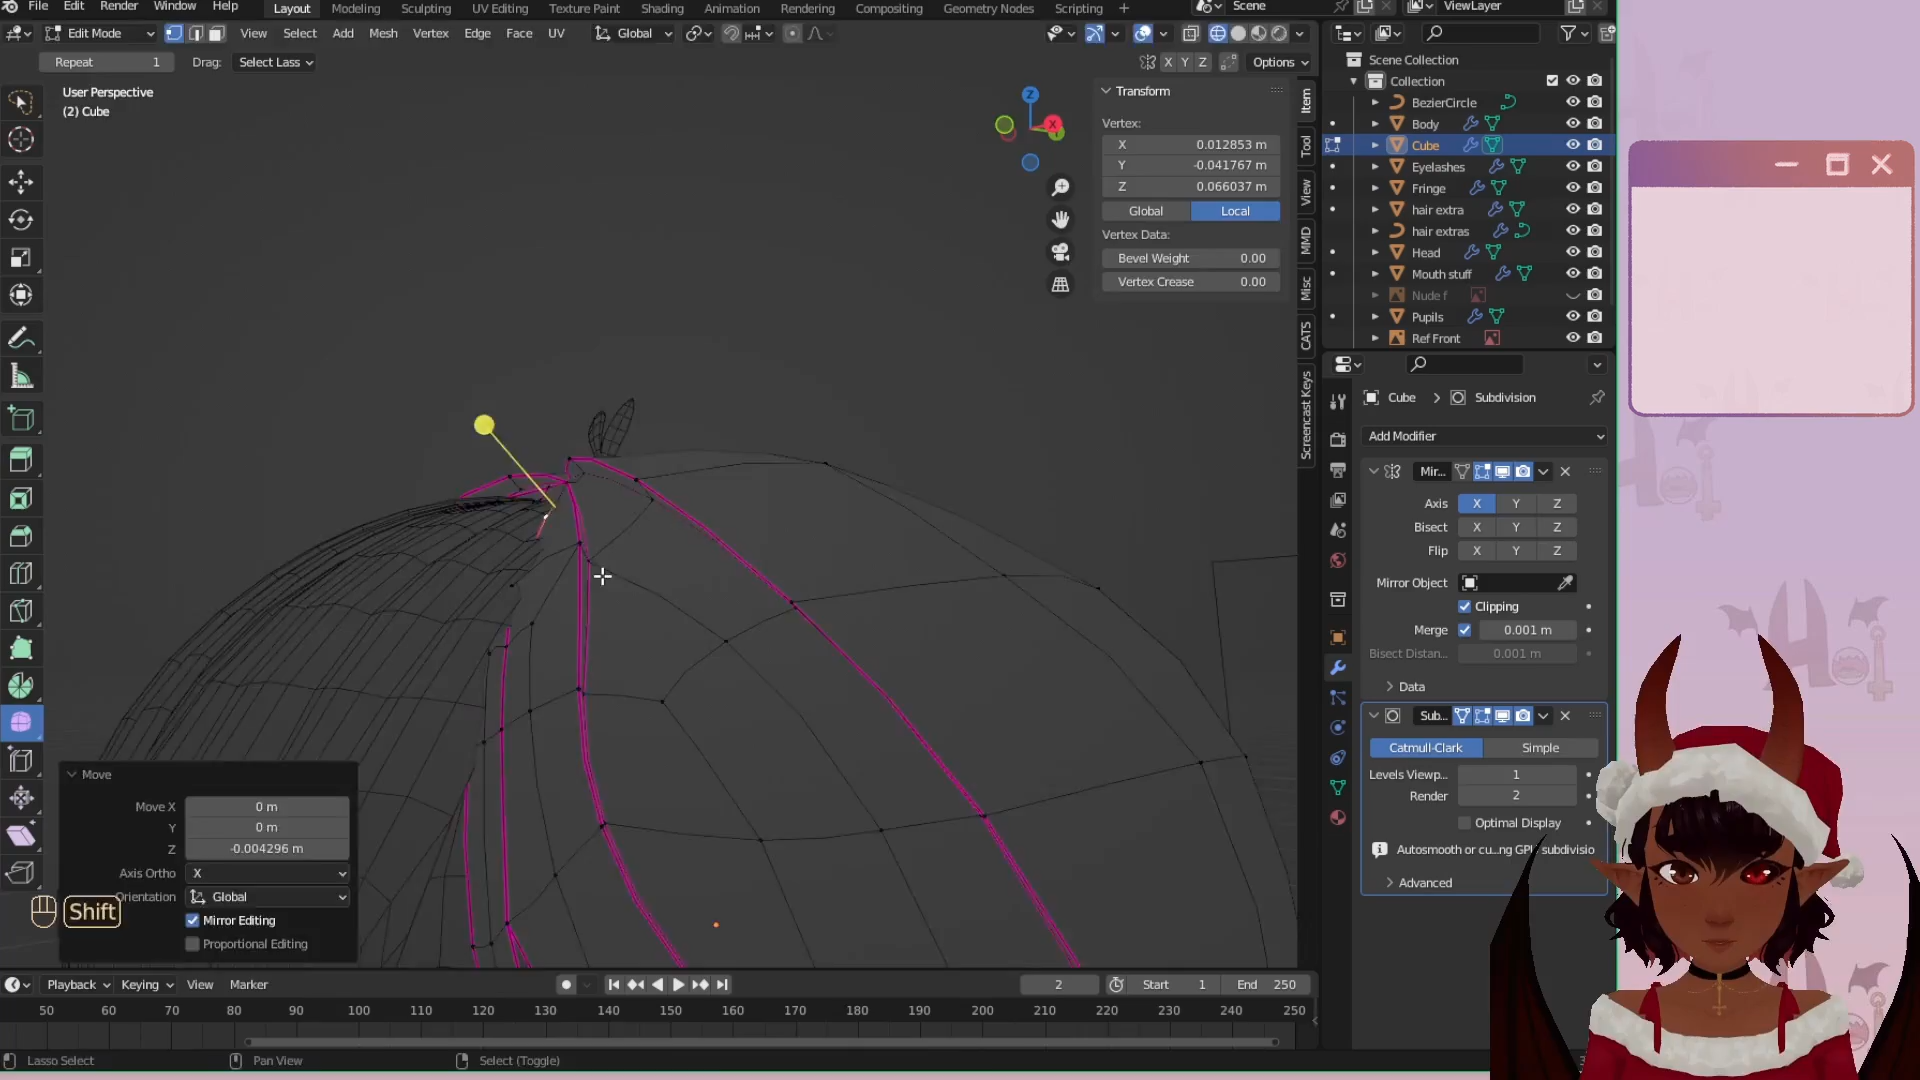 File Edit Render Window Help Layout Modeling Sculpting UV Editing Texture Paint Shading Animation Rendering Compositing Geometry Nodes Scripting + Scene ViewLayer
Edit Mode View Select Add Mesh Vertex Edge Face UV Global
Repeat 1 Drag: Select Lass X Y Z Options
User Perspective
(2) Cube
Z
X
Transform
Vertex:
X 0.012853 m
Y -0.041767 m
Z 0.066037 m
Global Local
Vertex Data:
Bevel Weight 0.00
Vertex Crease 0.00
Item
Tool
View
MMD
Misc
CATS
Screencast Keys
Scene Collection
Collection
BezierCircle
Body
Cube
Eyelashes
Fringe
hair extra
hair extras
Head
Mouth stuff
Nude f
Pupils
Ref Front
Cube > Subdivision
Add Modifier
Mir...
Axis X Y Z
Bisect X Y Z
Flip X Y Z
Mirror Object
Clipping
Merge 0.001 m
Bisect Distan... 0.001 m
Data
Sub...
Catmull-Clark Simple
Levels Viewp... 1
Render 2
Optimal Display
Autosmooth or cu...ng GPU subdivisio
Advanced
Move
Move X 0 m
Y 0 m
Z -0.004296 m
Axis Ortho X
Orientation Global
Mirror Editing
Proportional Editing
Shift
Playback Keying View Marker 2 Start 1 End 250
50 60 70 80 90 100 110 120 130 140 150 160 170 180 190 200 210 220 230 240 250
Lasso Select Pan View Select (Toggle)